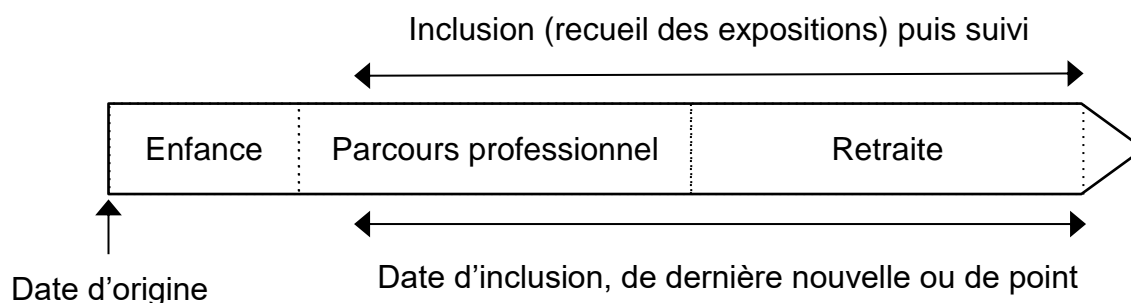 Inclusion (recueil des expositions) puis suivi
Enfance
Parcours professionnel
Retraite
Date d'inclusion, de dernière nouvelle ou de point
Date d'origine